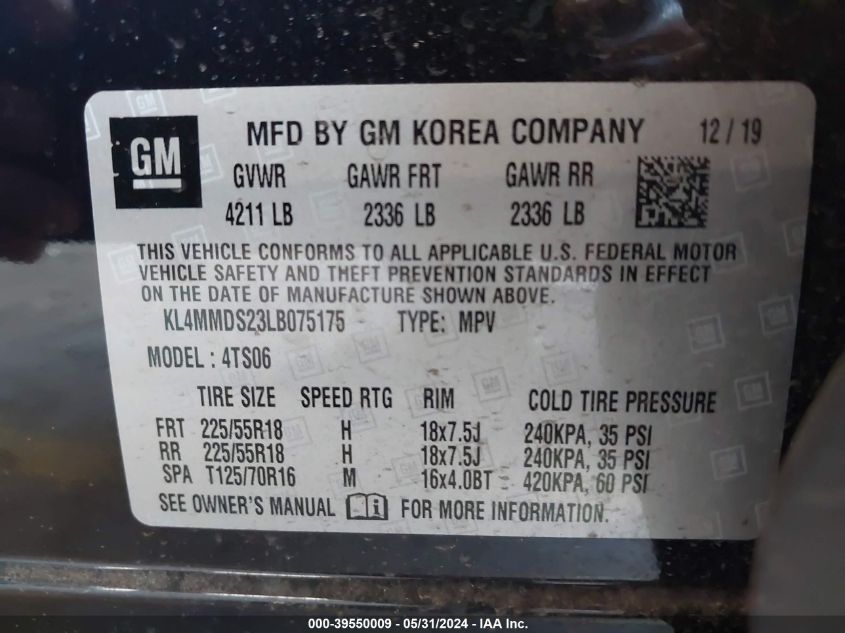 GM MFD BY GM KOREA COMPANY 12 / 19
GVWR GAWR FRT GAWR RR
4211 LB 2336 LB 2336 LB
THIS VEHICLE CONFORMS TO ALL APPLICABLE U.S. FEDERAL MOTOR
VEHICLE SAFETY AND THEFT PREVENTION STANDARDS IN EFFECT
ON THE DATE OF MANUFACTURE SHOWN ABOVE.
KL4MMDS23LB075175 TYPE: MPV
MODEL : 4TS06
TIRE SIZE SPEED RTG RIM COLD TIRE PRESSURE
FRT 225/55R18 H 18x7.5J 240KPA, 35 PSI
RR 225/55R18 H 18x7.5J 240KPA, 35 PSI
SPA T125/70R16 M 16x4.0BT 420KPA, 60 PSI
SEE OWNER'S MANUAL FOR MORE INFORMATION.
000-39550009 - 05/31/2024 - IAA Inc.